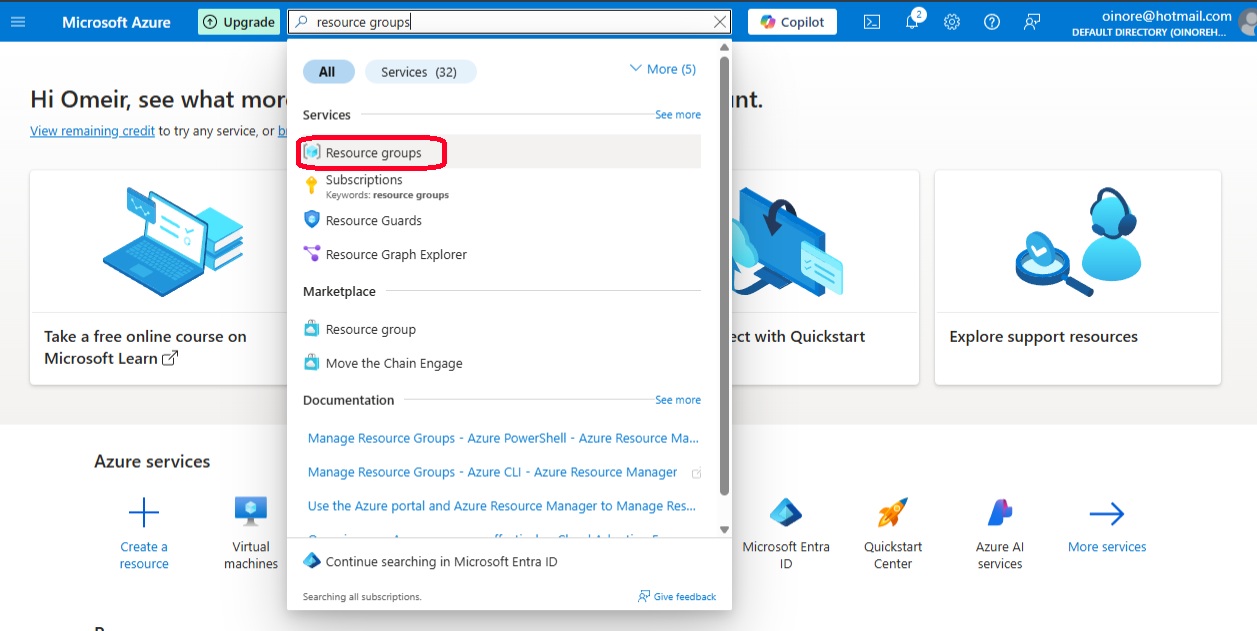 Microsoft Azure
Upgrade
resource groups
Copilot
2
oinore@hotmail.com
DEFAULT DIRECTORY (OINOREH...
Hi Omeir, see what mor
nt.
View remaining credit to try any service, or b
All
Services (32)
More (5)
Services
See more
Resource groups
Subscriptions
Keywords: resource groups
Resource Guards
Resource Graph Explorer
Marketplace
Resource group
Move the Chain Engage
Documentation
See more
Manage Resource Groups - Azure PowerShell - Azure Resource Ma...
Manage Resource Groups - Azure CLI - Azure Resource Manager
Use the Azure portal and Azure Resource Manager to Manage Res...
Continue searching in Microsoft Entra ID
Searching all subscriptions.
Give feedback
Take a free online course on
Microsoft Learn
ect with Quickstart
Explore support resources
Azure services
Create a
resource
Virtual
machines
Microsoft Entra
ID
Quickstart
Center
Azure AI
services
More services